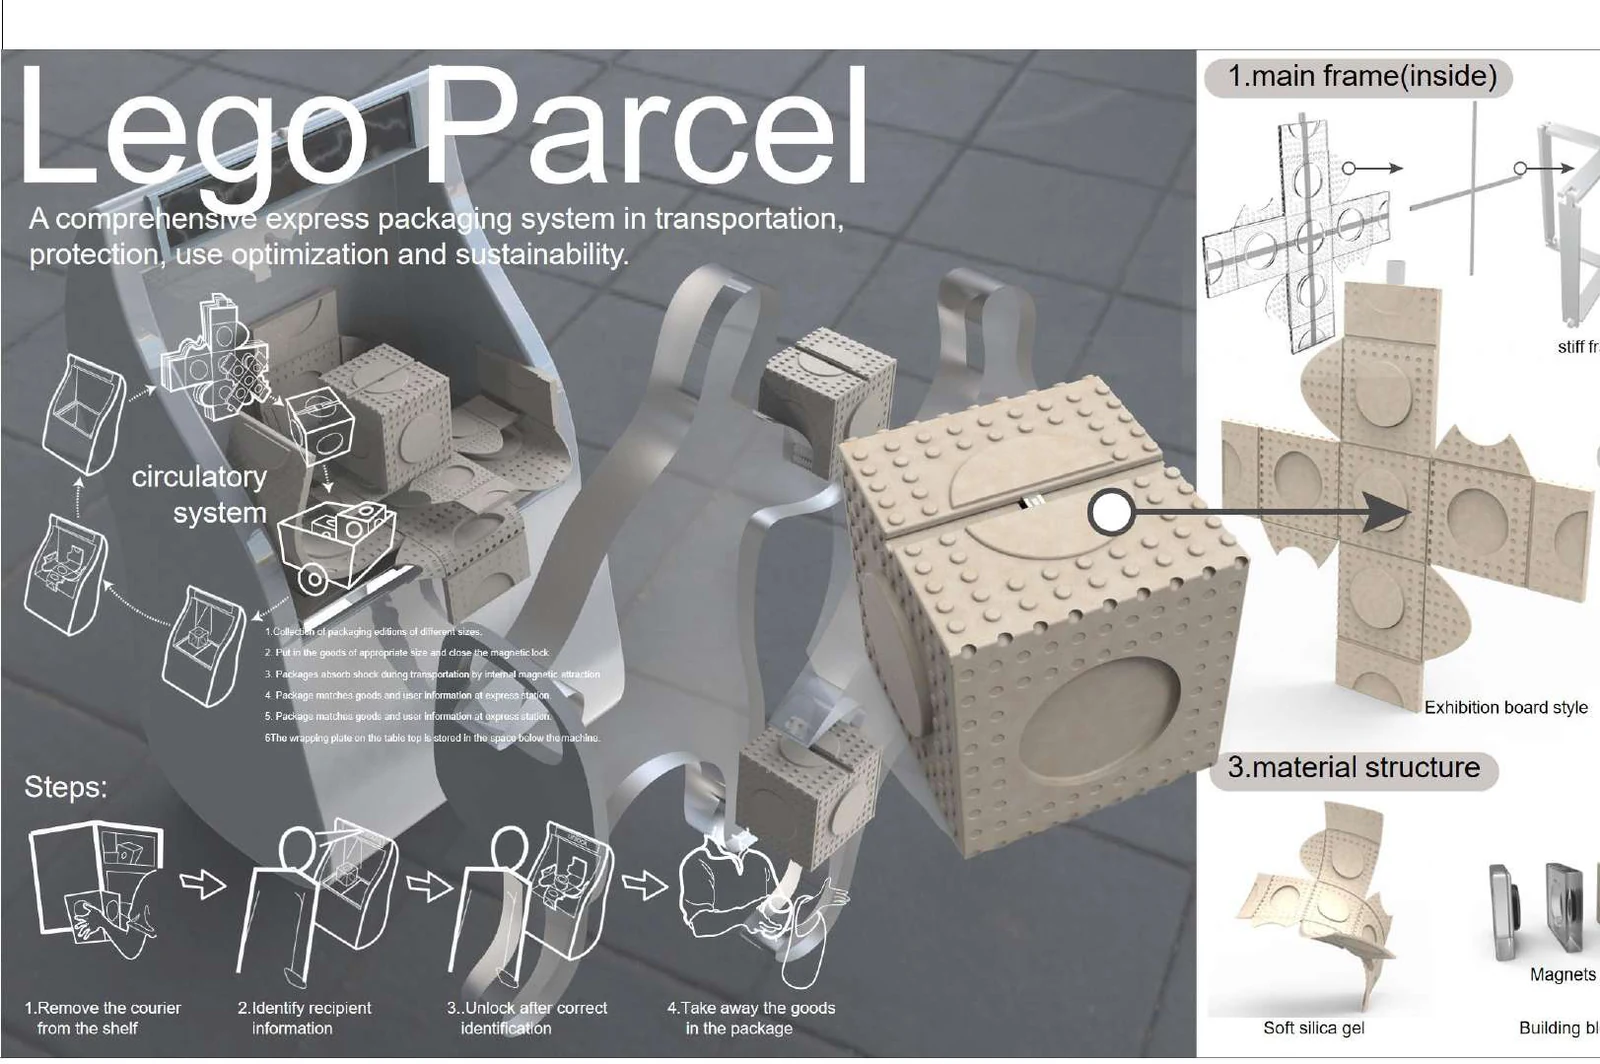 Lego Parcel
A comprehensive express packaging system in transportation,
protection, use optimization and sustainability.
circulatory
system
1.Collection of packaging editions of different sizes.
2. Put in the goods of appropriate size and close the magnetic lock.
3. Packages absorb shock during transportation by internal magnetic attraction
4. Package matches goods and user information at express station.
5. Package matches goods and user information at express station.
6The wrapping plate on the table top is stored in the space below the machine.
Steps:
1.Remove the courier
from the shelf
2.Identify recipient
information
3..Unlock after correct
identification
4.Take away the goods
in the package
1.main frame(inside)
stiff fr
Exhibition board style
3.material structure
Soft silica gel
Magnets
Building bl